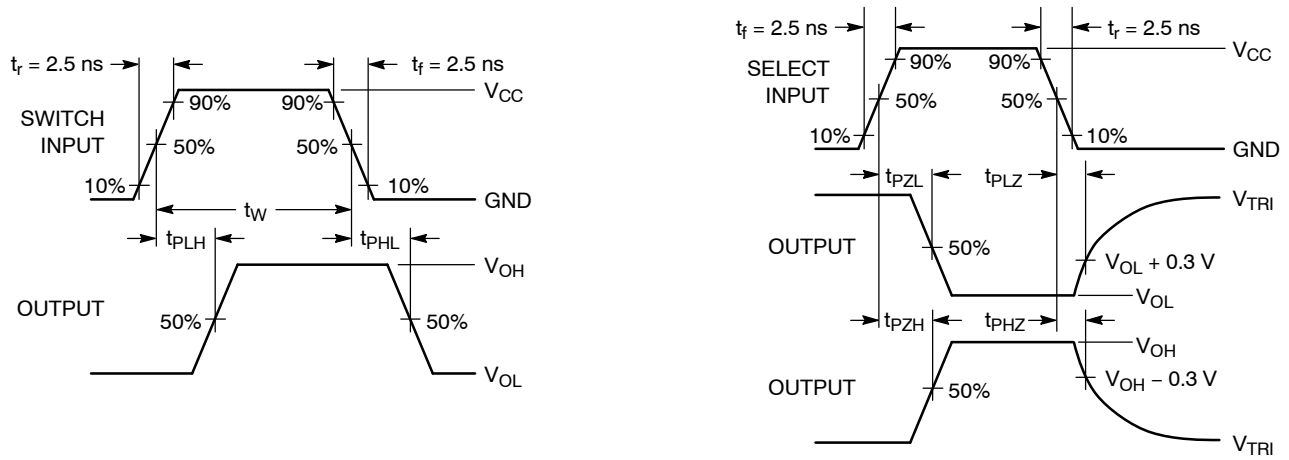 t_r = 2.5 ns
t_f = 2.5 ns
V_CC
90%
90%
SWITCH
INPUT
50%
50%
10%
10%
GND
t_W
t_PLH
t_PHL
V_OH
OUTPUT
50%
50%
V_OL
t_f = 2.5 ns
t_r = 2.5 ns
V_CC
90%
90%
SELECT
INPUT
50%
50%
10%
10%
GND
t_PZL
t_PLZ
V_TRI
OUTPUT
50%
V_OL + 0.3 V
V_OL
t_PZH
t_PHZ
V_OH
OUTPUT
50%
V_OH − 0.3 V
V_TRI